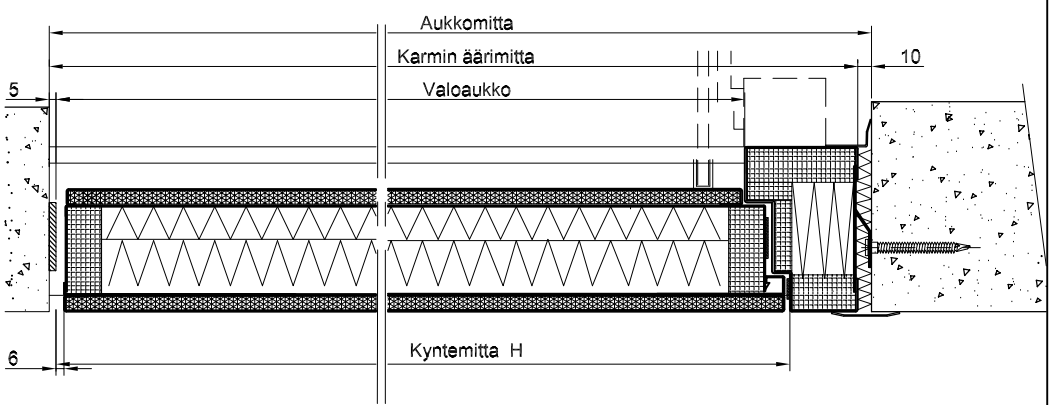 Aukkomitta
Karmin äärimitta
10
5
Valoaukko
Kyntemitta H
6